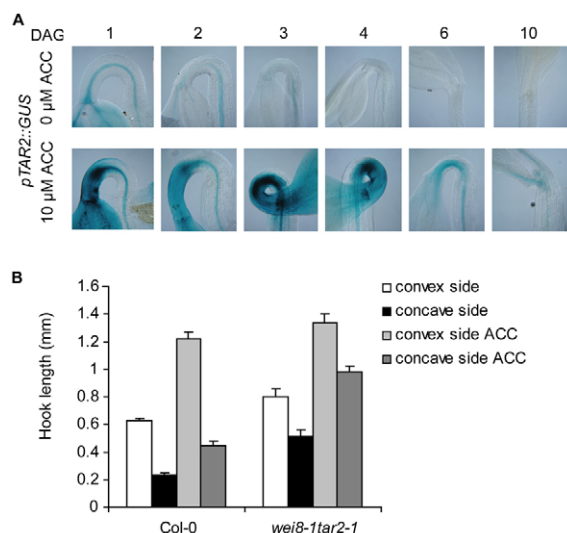 A
DAG 1 2 3 4 6 10
pTAR2::GUS
0 µM ACC
10 µM ACC
B
Hook length (mm)
1.6
1.4
1.2
1
0.8
0.6
0.4
0.2
0
Col-0
wei8-1tar2-1
convex side
concave side
convex side ACC
concave side ACC